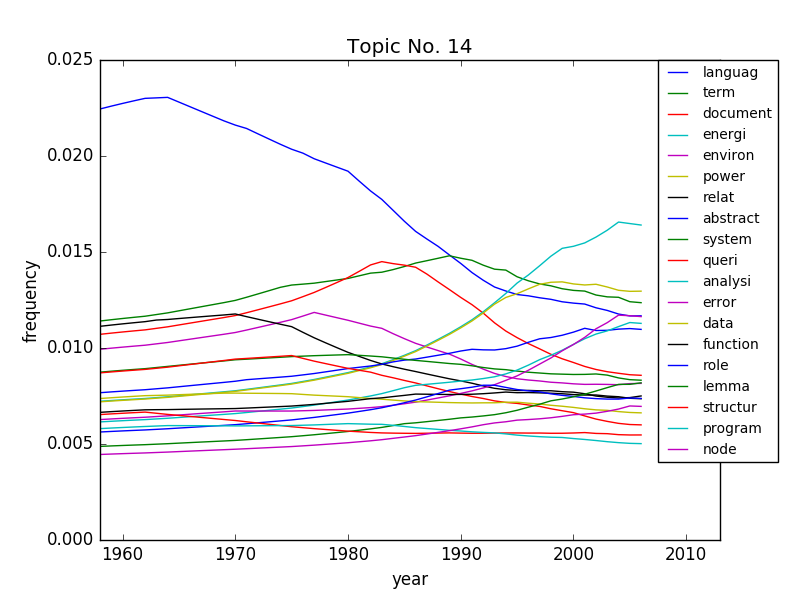 Topic No. 14
0.025
0.020
0.015
0.010
0.005
0.000
frequency
1960 1970 1980 1990 2000 2010
year
languag
term
document
energi
environ
power
relat
abstract
system
queri
analysi
error
data
function
role
lemma
structur
program
node